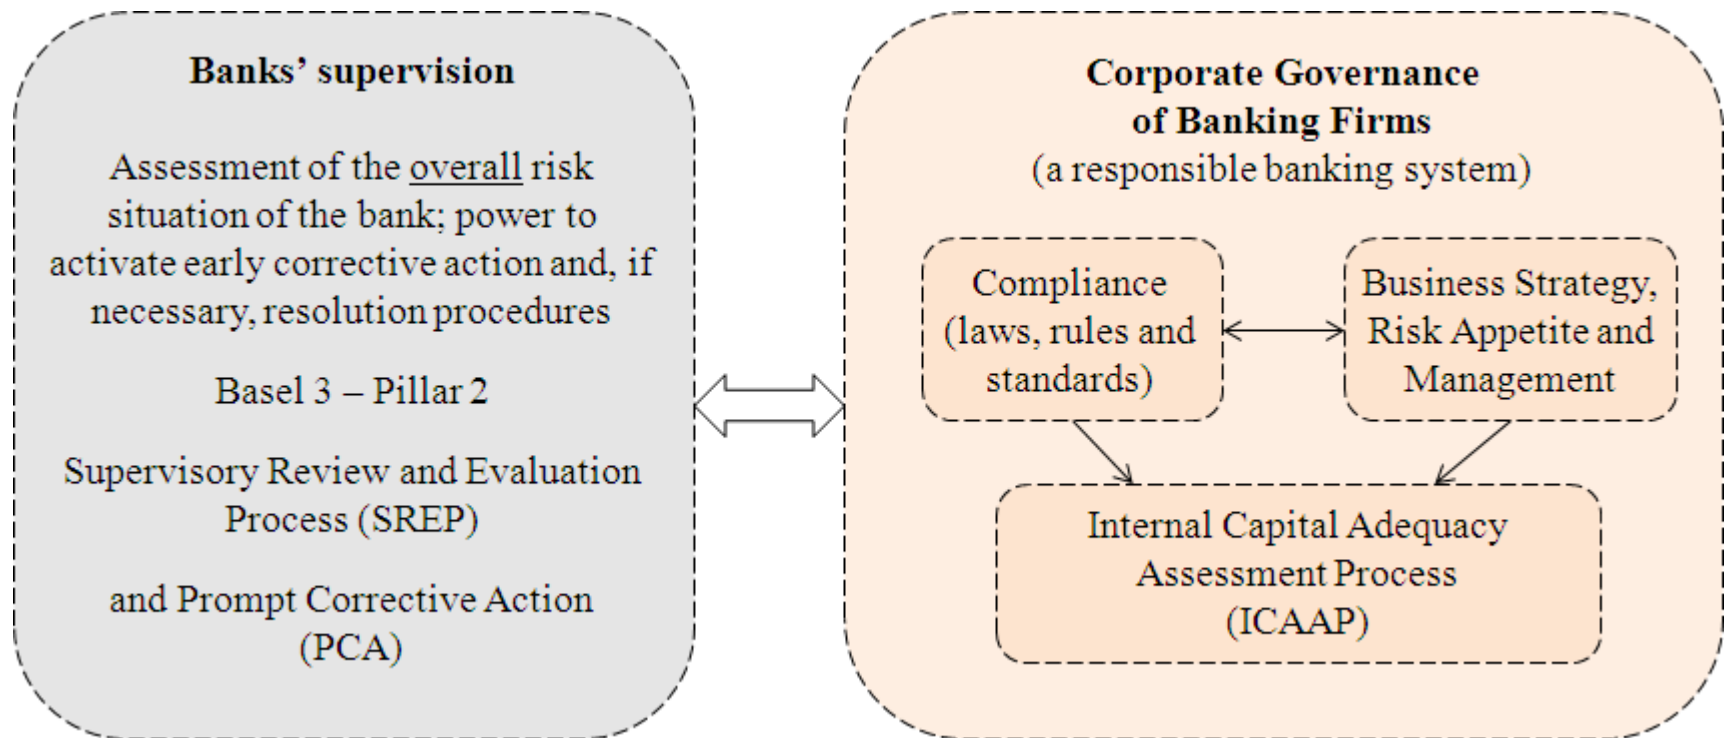 Banks’ supervision
Assessment of the overall risk
situation of the bank; power to
activate early corrective action and, if
necessary, resolution procedures
Basel 3 – Pillar 2
Supervisory Review and Evaluation
Process (SREP)
and Prompt Corrective Action
(PCA)
Corporate Governance
of Banking Firms
(a responsible banking system)
Compliance
(laws, rules and
standards)
Business Strategy,
Risk Appetite and
Management
Internal Capital Adequacy
Assessment Process
(ICAAP)